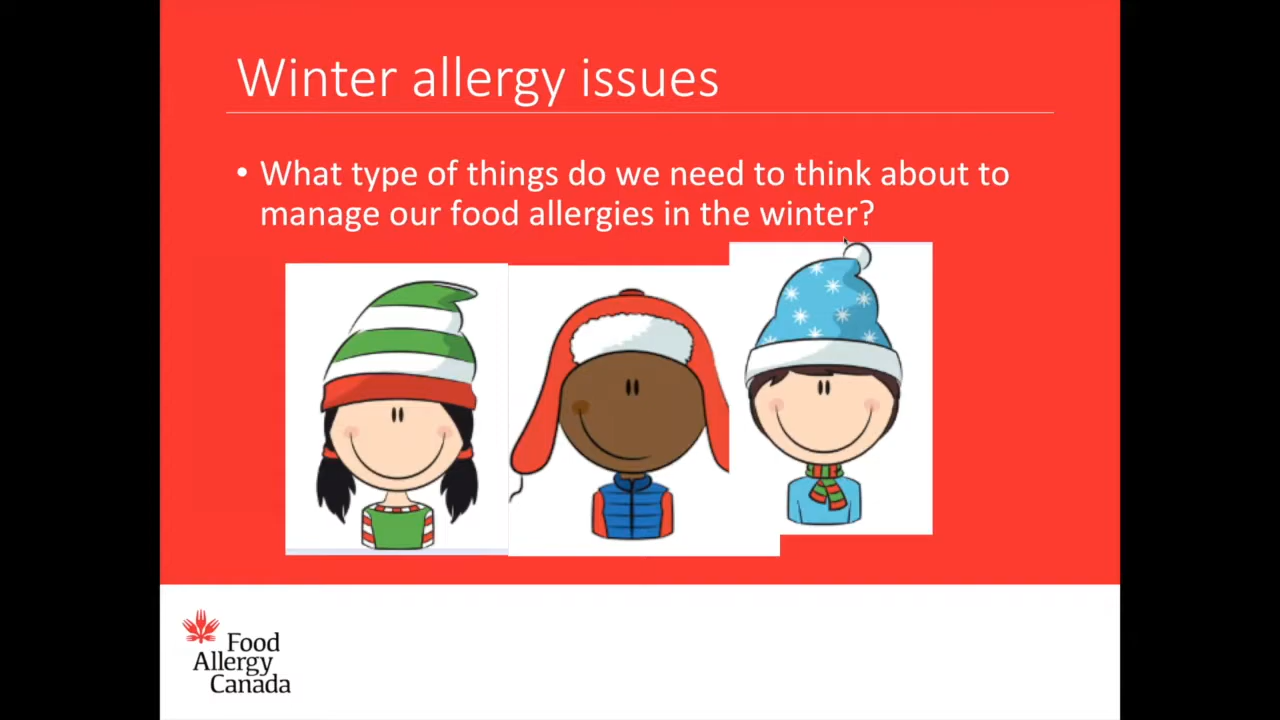 Winter allergy issues
• What type of things do we need to think about to
manage our food allergies in the winter?
Food
Allergy
Canada